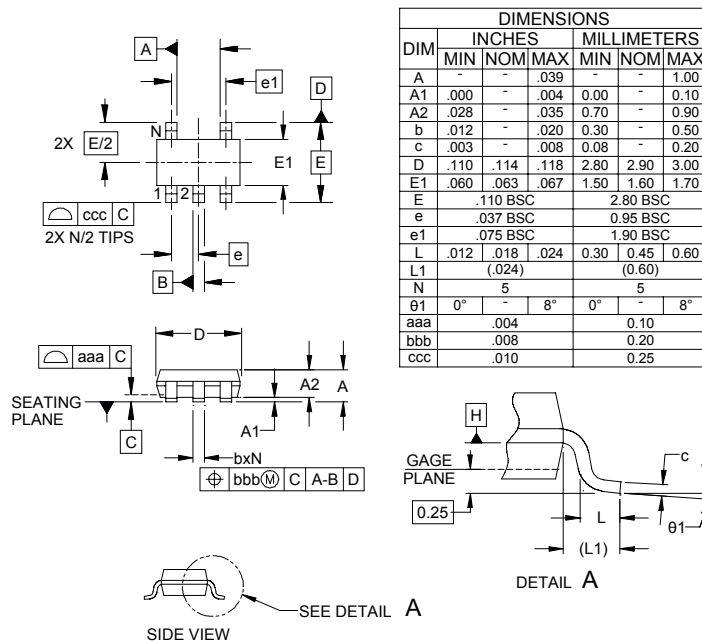 A
e1
D
N
2X E/2
E1
E
1 2
ccc C
2X N/2 TIPS
e
B
D
aaa C
A2 A
SEATING
PLANE
A1
C
bxN
bbb M C A-B D
SEE DETAIL A
SIDE VIEW
DIMENSIONS
DIM INCHES MILLIMETERS
MIN NOM MAX MIN NOM MAX
A - - .039 - - 1.00
A1 .000 - .004 0.00 - 0.10
A2 .028 - .035 0.70 - 0.90
b .012 - .020 0.30 - 0.50
c .003 - .008 0.08 - 0.20
D .110 .114 .118 2.80 2.90 3.00
E1 .060 .063 .067 1.50 1.60 1.70
E .110 BSC 2.80 BSC
e .037 BSC 0.95 BSC
e1 .075 BSC 1.90 BSC
L .012 .018 .024 0.30 0.45 0.60
L1 (.024) (0.60)
N 5 5
θ1 0° - 8° 0° - 8°
aaa .004 0.10
bbb .008 0.20
ccc .010 0.25
H
GAGE
PLANE
c
0.25
L
θ1
(L1)
DETAIL A